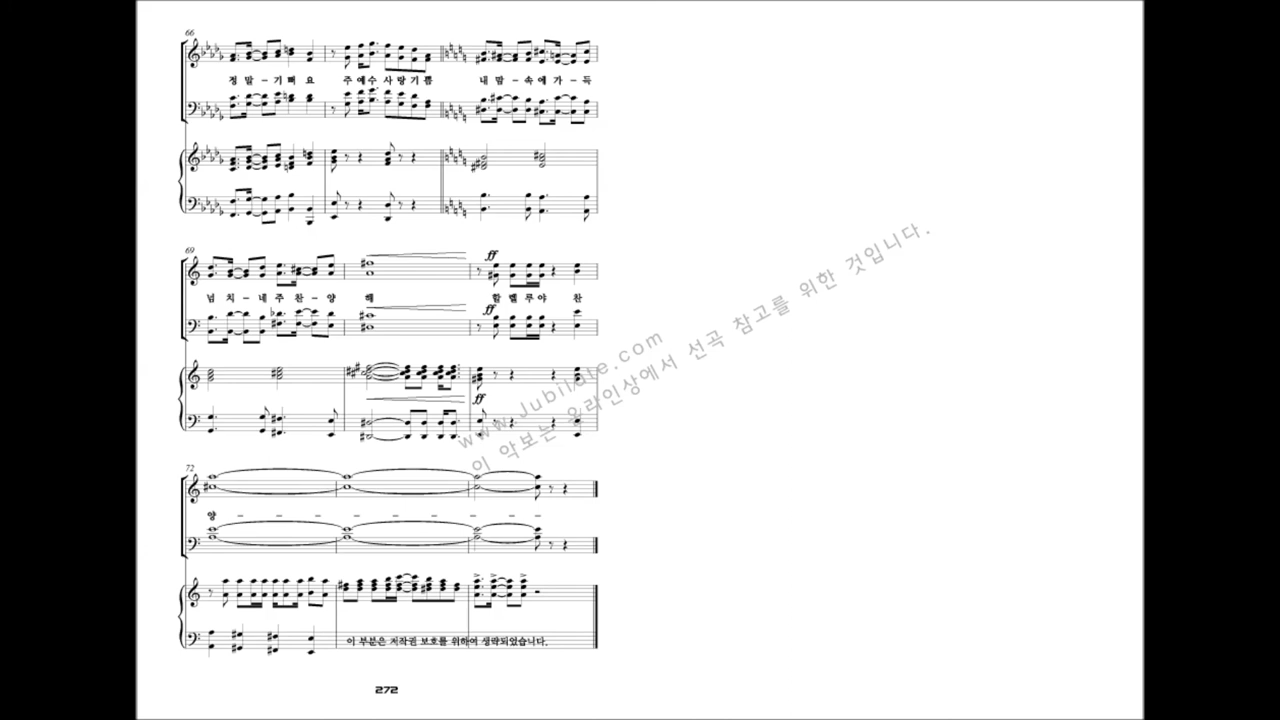 66
정 말 - 기 뻐 요 주 예 수 사 랑 기 쁨 내 맘 - 속 에 가 - 득
69
ff
넘 치 - 네 주 찬 - 양 해 할 렐 루 야 찬
ff
ff
www.Jubilate.com
이 악보는 온라인상에서 선곡 참고를 위한 것입니다.
72
양 - - - - - - - - -
이 부분은 저작권 보호를 위하여 생략되었습니다.
272